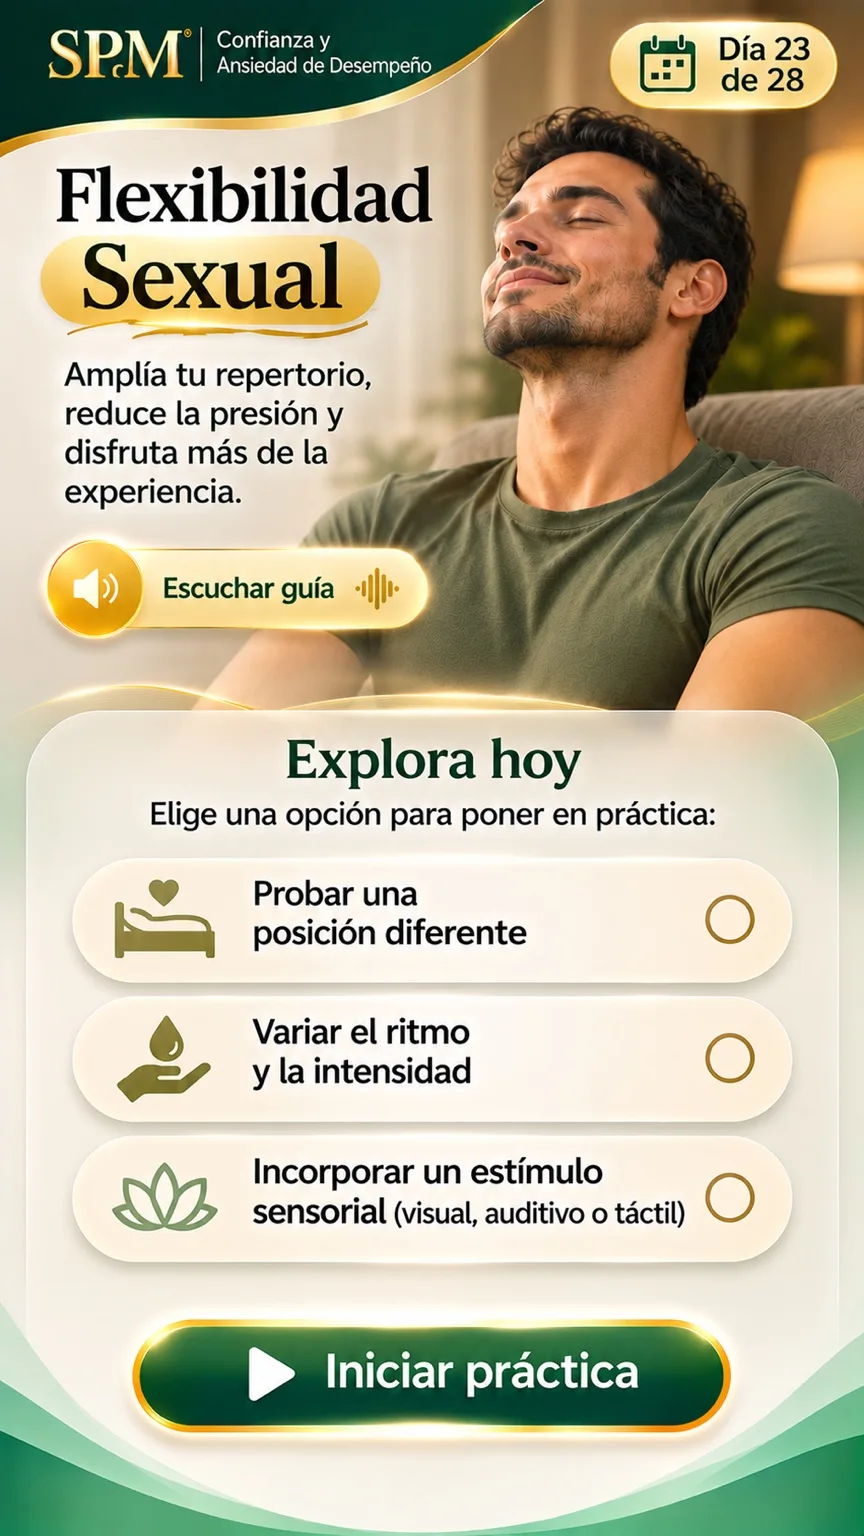 SPcM®
Confianza y
Ansiedad de Desempeño
Día 23
de 28
Flexibilidad
Sexual
Amplía tu repertorio,
reduce la presión y
disfruta más de la
experiencia.
Escuchar guía
Explora hoy
Elige una opción para poner en práctica:
Probar una
posición diferente
Variar el ritmo
y la intensidad
Incorporar un estímulo
sensorial (visual, auditivo o táctil)
Iniciar práctica